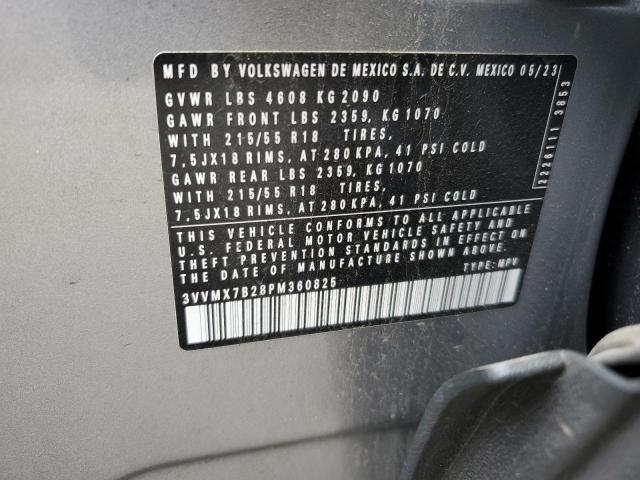 MFD BY VOLKSWAGEN DE MEXICO S.A. DE C.V. MEXICO 05/23
GVWR LBS 4608 KG 2090
GAWR FRONT LBS 2359, KG 1070
WITH 215/55 R18 TIRES,
7,5JX18 RIMS, AT 280 KPA, 41 PSI COLD
GAWR REAR LBS 2359, KG 1070
WITH 215/55 R18 TIRES,
7,5JX18 RIMS, AT 280 KPA, 41 PSI COLD
THIS VEHICLE CONFORMS TO ALL APPLICABLE
U.S. FEDERAL MOTOR VEHICLE SAFETY AND
THEFT PREVENTION STANDARDS IN EFFECT ON
THE DATE OF MANUFACTURE SHOWN ABOVE.
3VVMX7B28PM360825 TYPE: MPV
2226111 3853